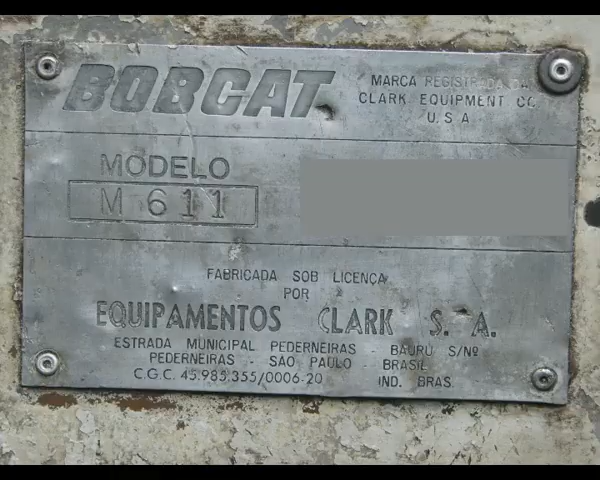 BOBCAT
MARCA REGISTRADA DA
CLARK EQUIPMENT CO.
U.S.A
MODELO
M 611
FABRICADA SOB LICENÇA
POR
EQUIPAMENTOS CLARK S. A.
ESTRADA MUNICIPAL PEDERNEIRAS - BAURU S/Nº
PEDERNEIRAS - SAO PAULO - BRASIL
C.G.C. 45.985.355/0006-20 IND. BRAS.